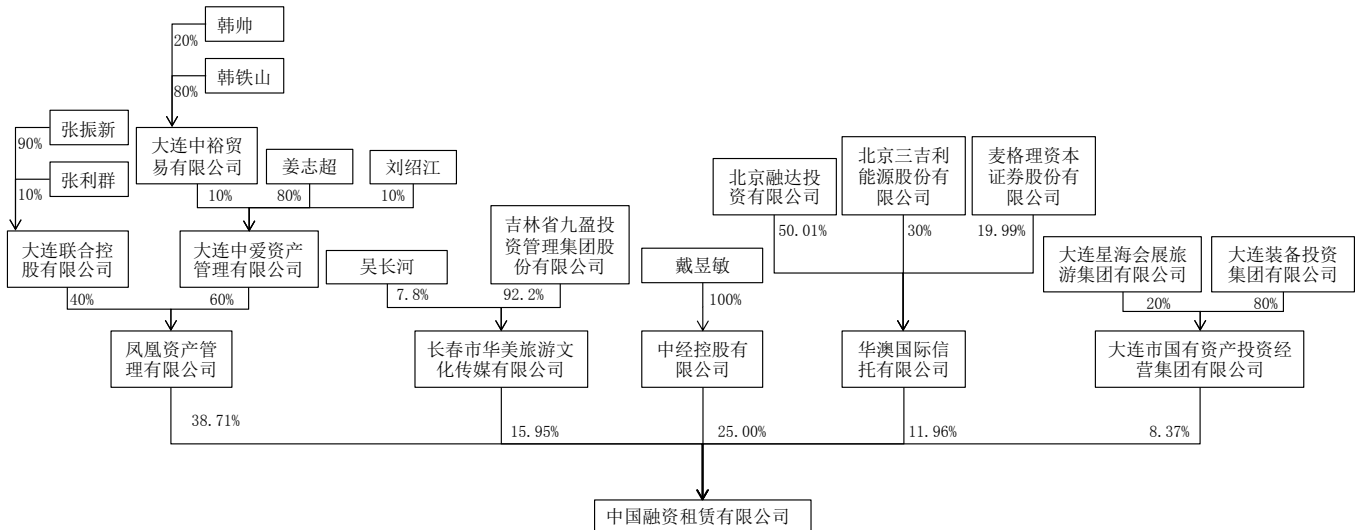 韩帅
20%
韩铁山
80%
张振新
90%
张利群
10%
大连中裕贸
易有限公司
姜志超
刘绍江
10%
80%
10%
北京融达投
资有限公司
北京三吉利
能源股份有
限公司
麦格理资本
证券股份有
限公司
50.01%
30%
19.99%
大连联合控
股有限公司
大连中爱资产
管理有限公司
40%
60%
吴长河
吉林省九盈投
资管理集团股
份有限公司
7.8%
92.2%
戴昱敏
100%
大连星海会展旅
游集团有限公司
大连装备投资
集团有限公司
20%
80%
凤凰资产管
理有限公司
长春市华美旅游文
化传媒有限公司
中经控股有
限公司
华澳国际信
托有限公司
大连市国有资产投资经
营集团有限公司
38.71%
15.95%
25.00%
11.96%
8.37%
中国融资租赁有限公司